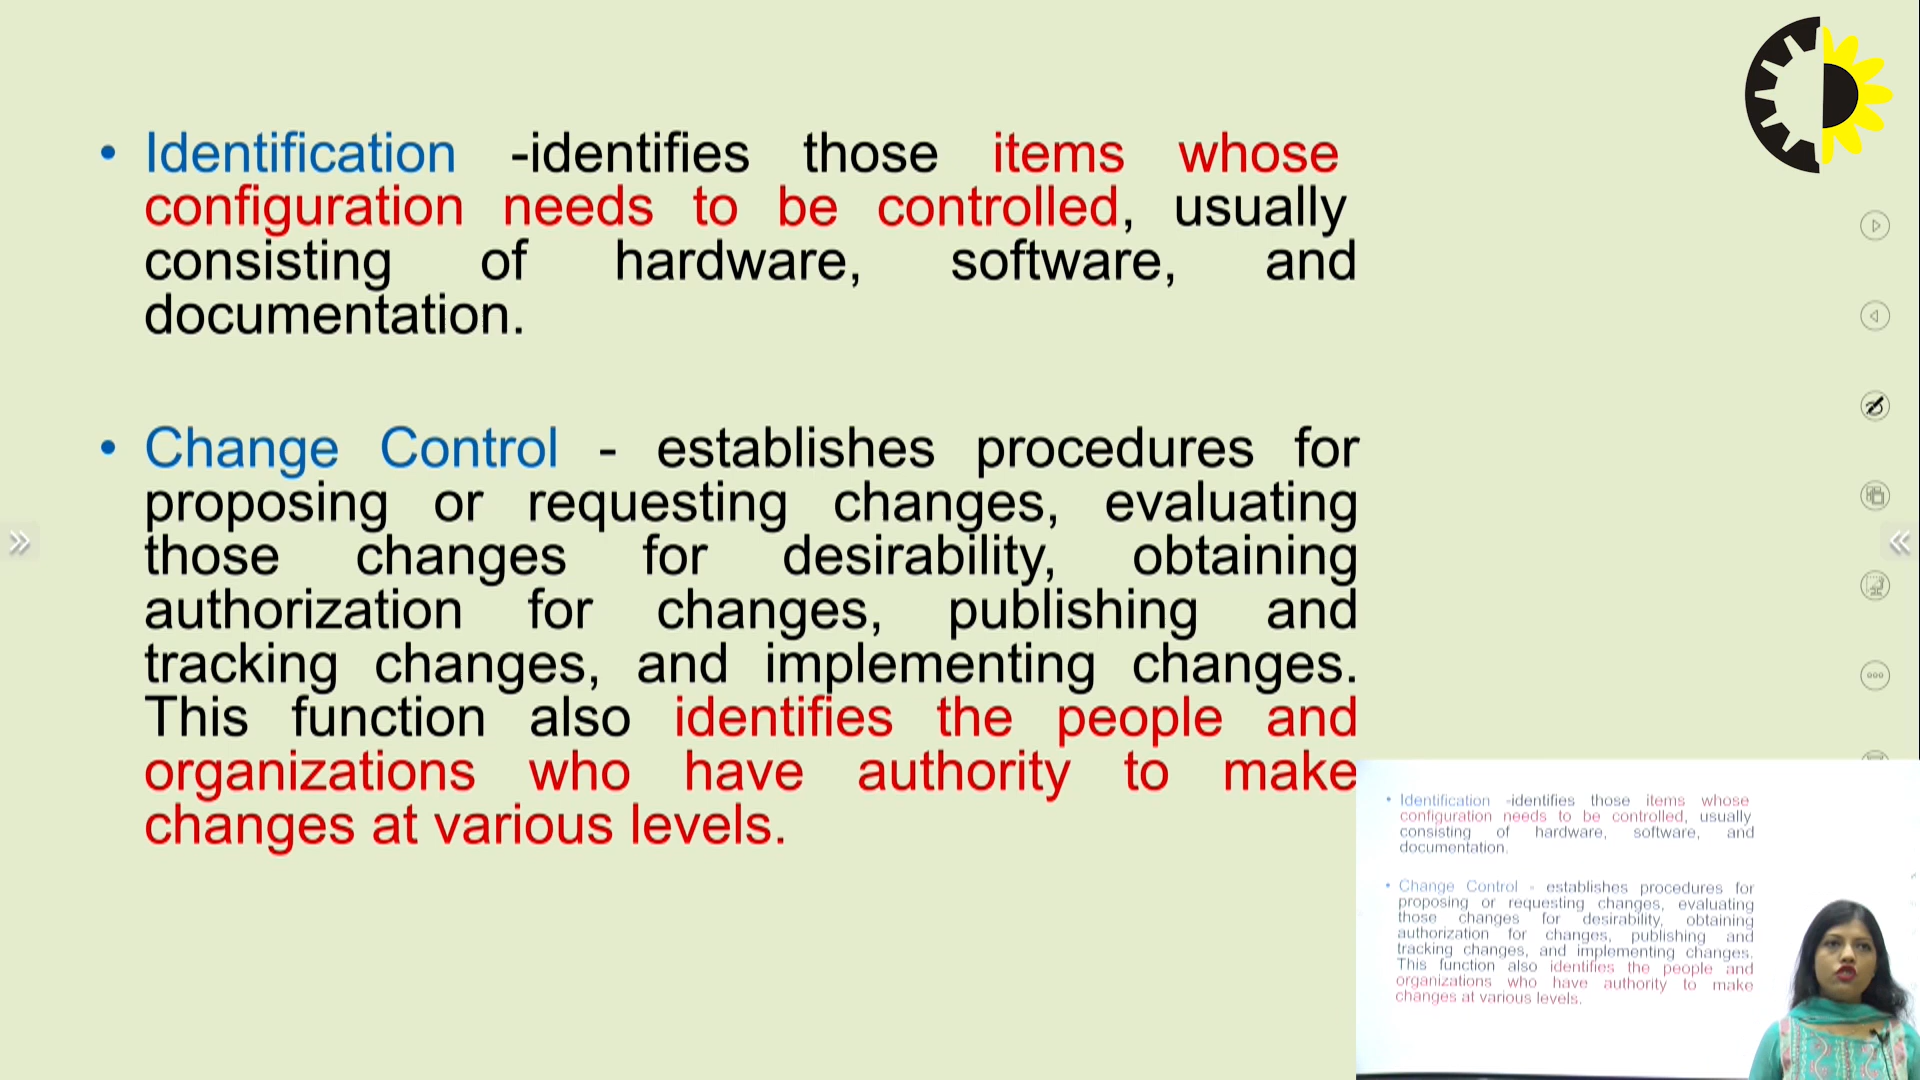 • Identification -identifies those items whose
configuration needs to be controlled, usually
consisting of hardware, software, and
documentation.
• Change Control - establishes procedures for
proposing or requesting changes, evaluating
those changes for desirability, obtaining
authorization for changes, publishing and
tracking changes, and implementing changes.
This function also identifies the people and
organizations who have authority to make
changes at various levels.
• Identification -identifies those items whose
configuration needs to be controlled, usually
consisting of hardware, software, and
documentation.
• Change Control - establishes procedures for
proposing or requesting changes, evaluating
those changes for desirability, obtaining
authorization for changes, publishing and
tracking changes, and implementing changes.
This function also identifies the people and
organizations who have authority to make
changes at various levels.